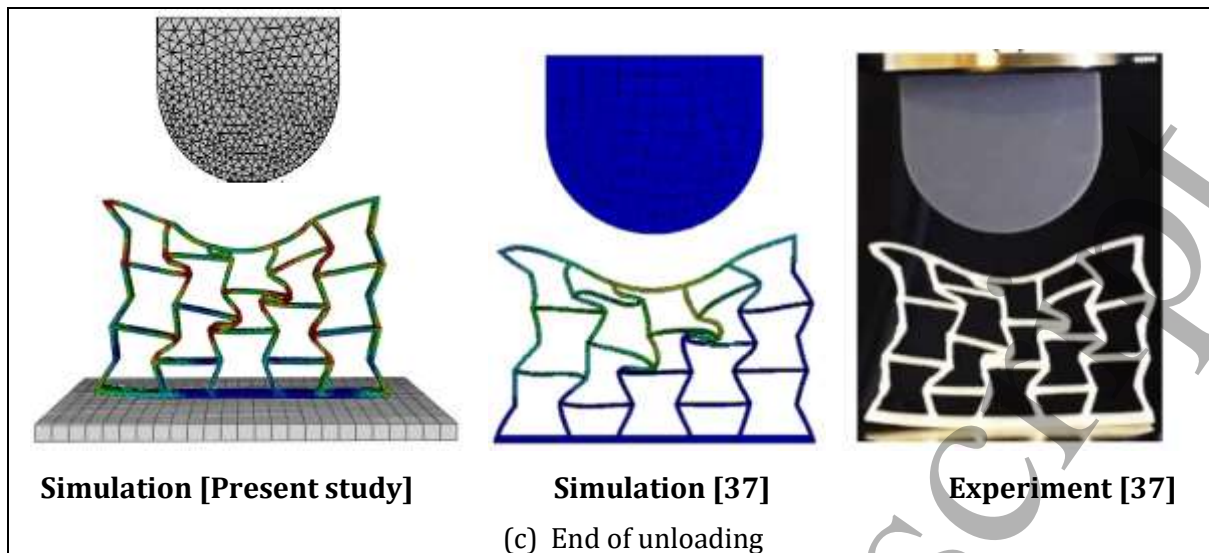 Simulation [Present study] Simulation [37] Experiment [37]
(c) End of unloading